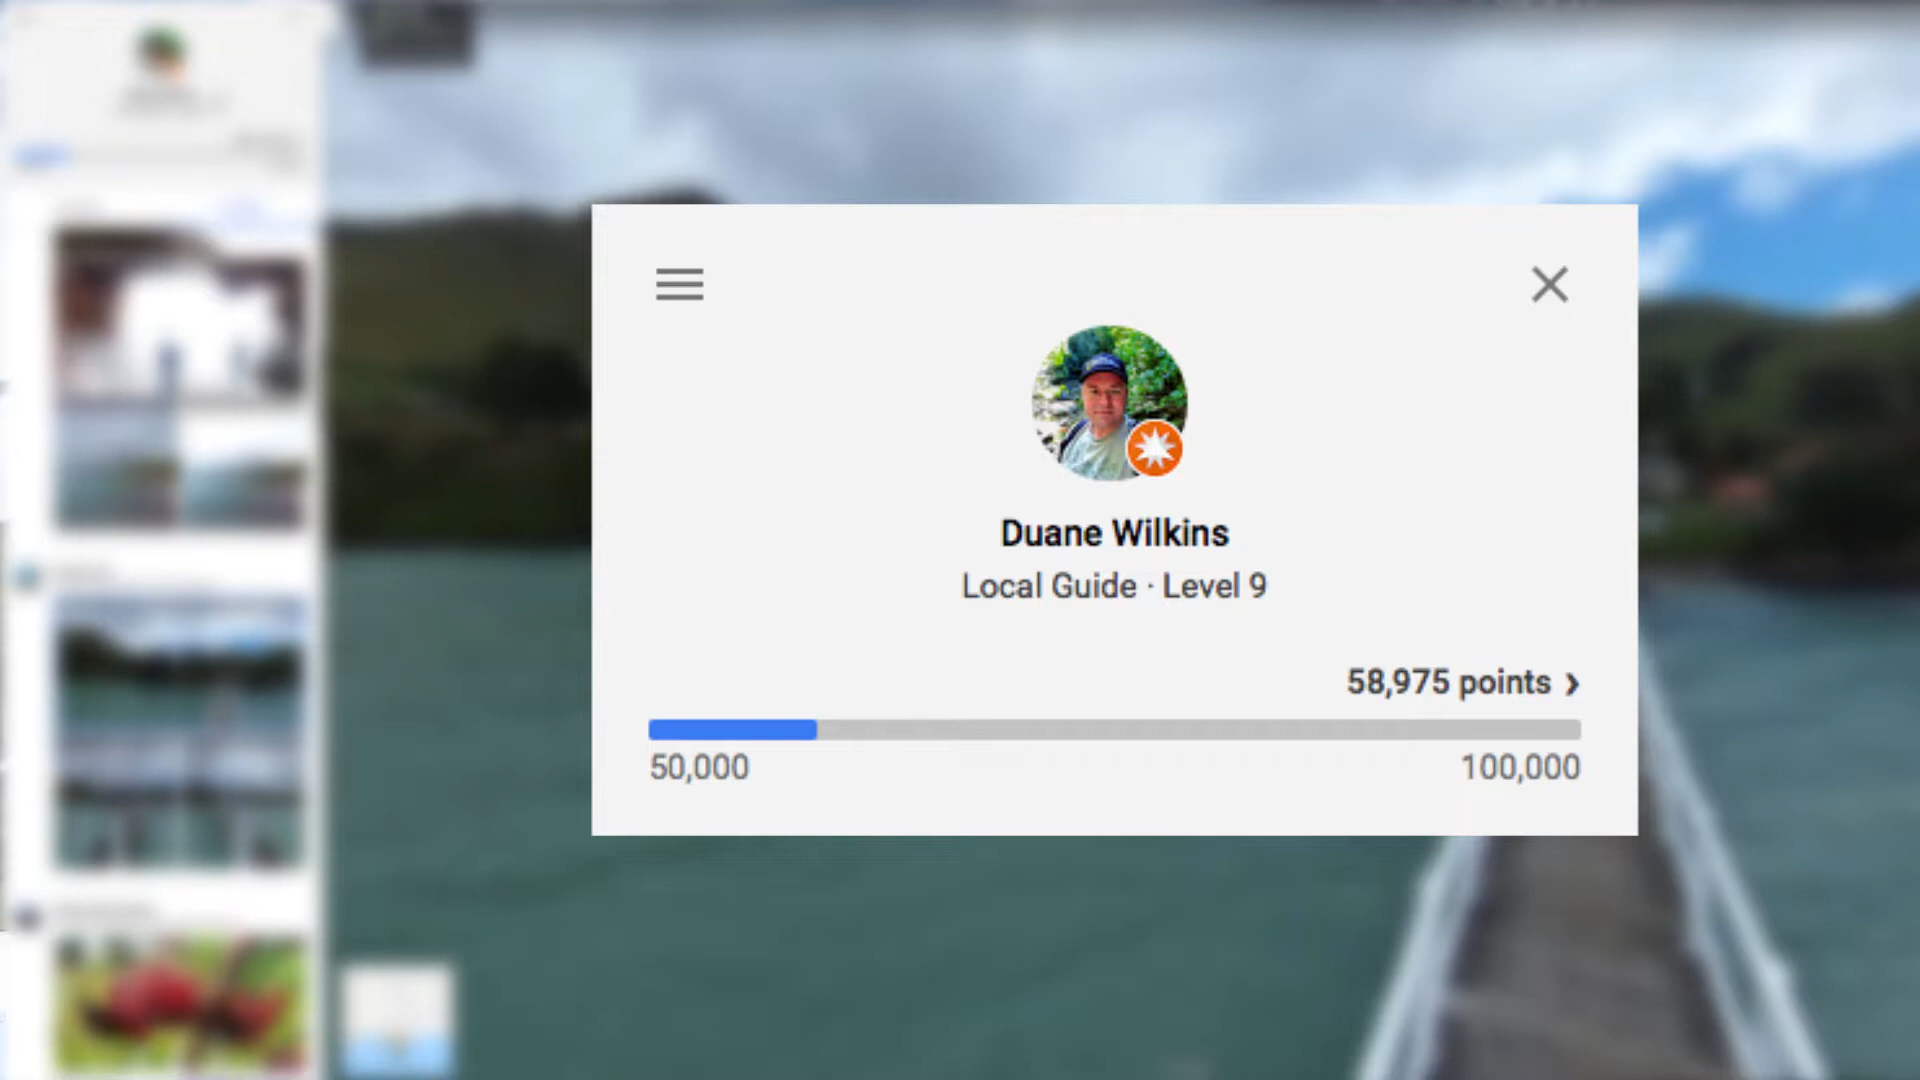 Duane Wilkins
Local Guide · Level 9
58,975 points ›
50,000
100,000